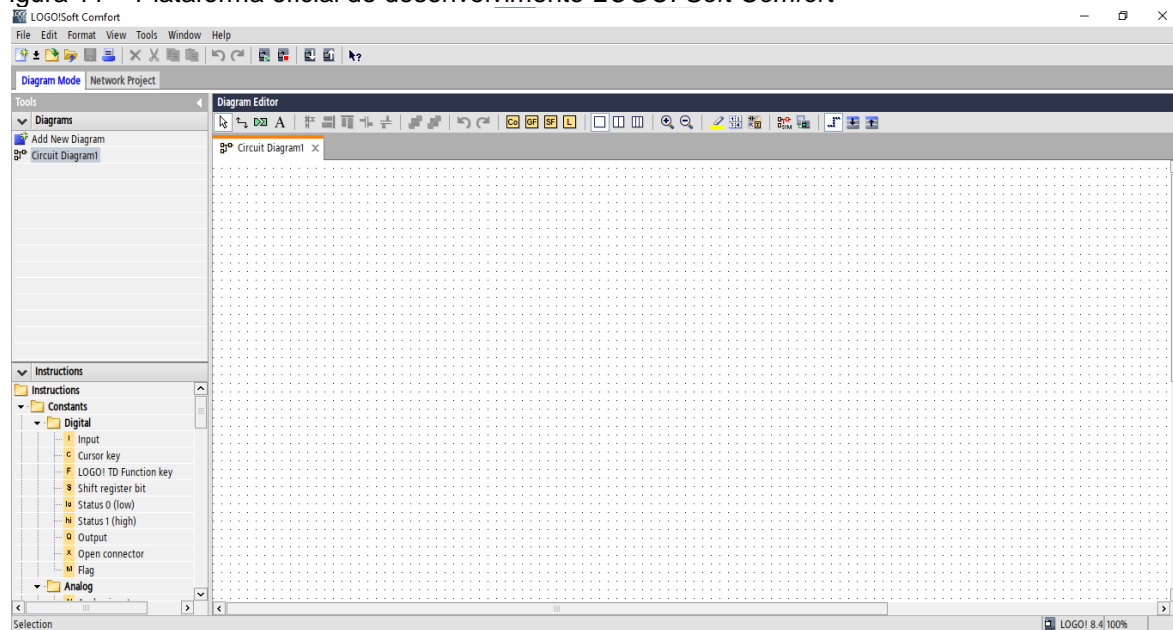 igura 11 – Plataforma oficial de desenvolvimento LOGO! Soft Comfort
LOGO!Soft Comfort
File Edit Format View Tools Window Help
Diagram Mode Network Project
Tools
Diagram Editor
Diagrams
A Co GF SF L
Add New Diagram
Circuit Diagram1
Circuit Diagram1
Instructions
Instructions
Constants
Digital
I Input
C Cursor key
F LOGO! TD Function key
S Shift register bit
lo Status 0 (low)
hi Status 1 (high)
Q Output
X Open connector
M Flag
Analog
Selection
LOGO! 8.4 100%